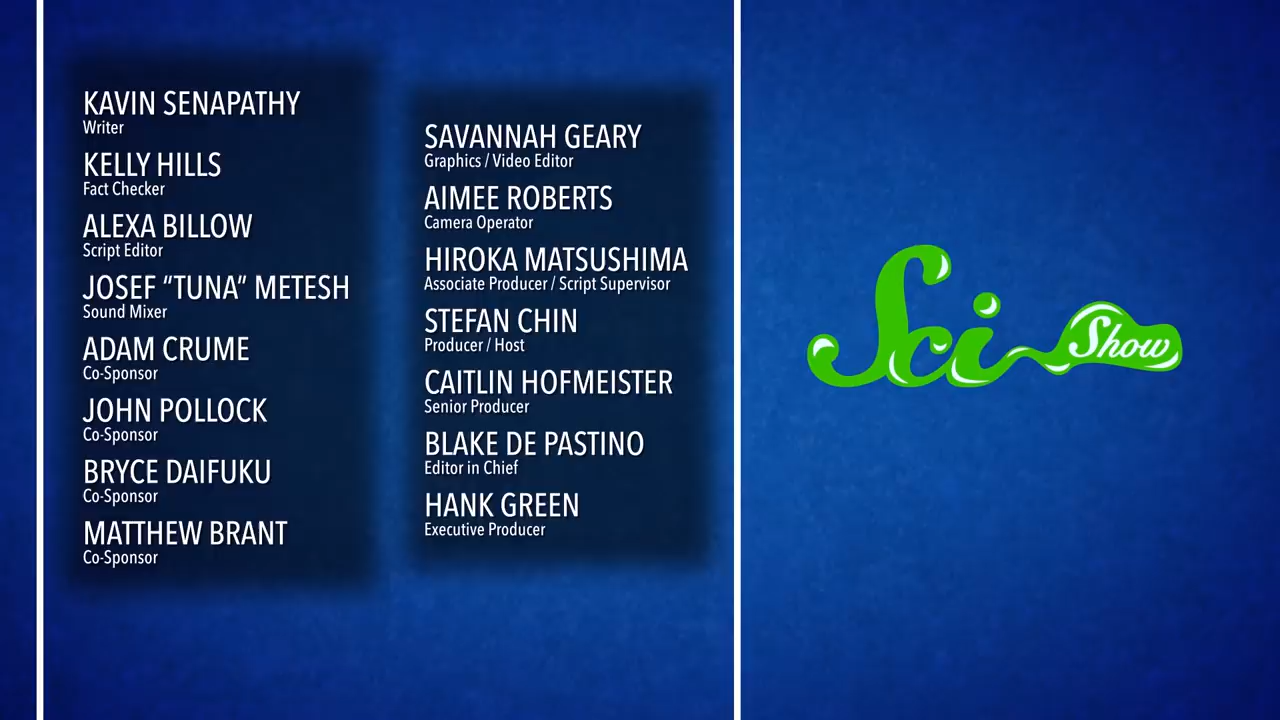 KAVIN SENAPATHY
Writer
KELLY HILLS
Fact Checker
ALEXA BILLOW
Script Editor
JOSEF “TUNA” METESH
Sound Mixer
ADAM CRUME
Co-Sponsor
JOHN POLLOCK
Co-Sponsor
BRYCE DAIFUKU
Co-Sponsor
MATTHEW BRANT
Co-Sponsor
SAVANNAH GEARY
Graphics / Video Editor
AIMEE ROBERTS
Camera Operator
HIROKA MATSUSHIMA
Associate Producer / Script Supervisor
STEFAN CHIN
Producer / Host
CAITLIN HOFMEISTER
Senior Producer
BLAKE DE PASTINO
Editor in Chief
HANK GREEN
Executive Producer
Sci Show